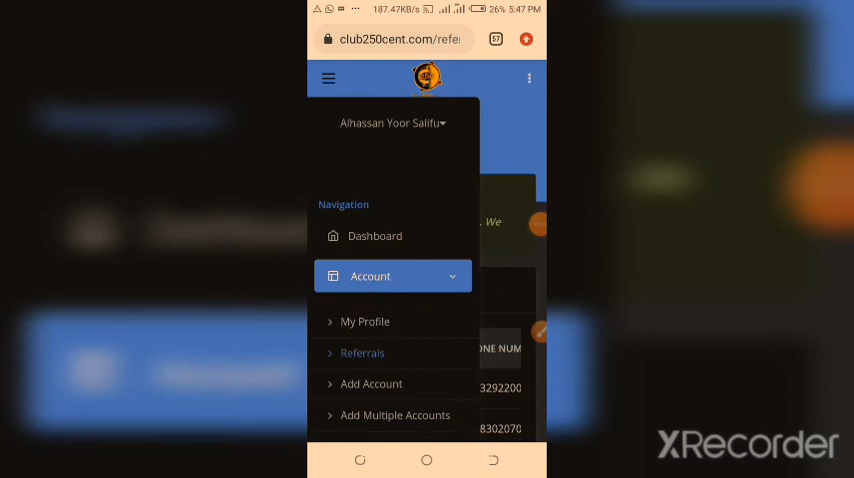 187.47KB/s 26% 5:47 PM
club250cent.com/refer
57
Alhassan Yoor Salifu
Navigation
. We
Dashboard
Account
My Profile
ONE NUM
Referrals
Add Account
3292200
Add Multiple Accounts
8302070
XRecorder